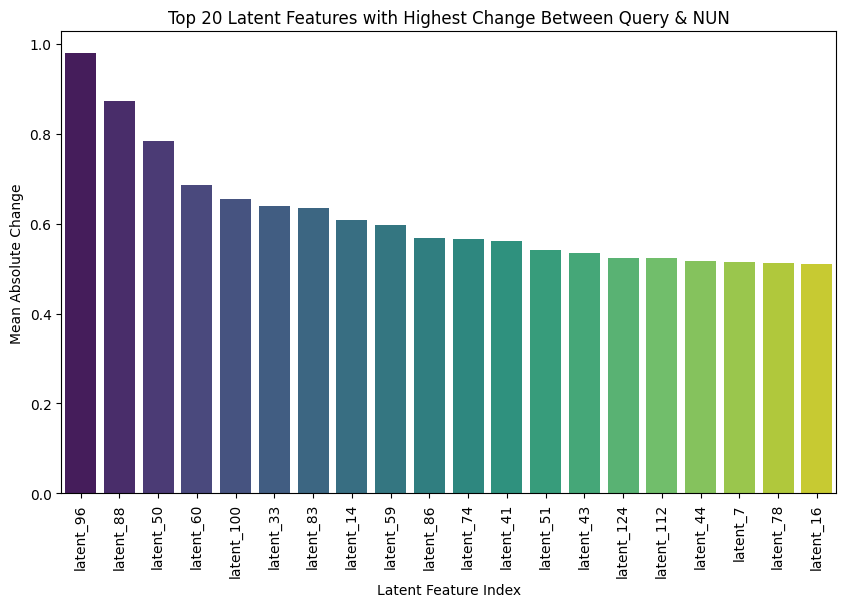 Top 20 Latent Features with Highest Change Between Query & NUN
Mean Absolute Change
1.0
0.8
0.6
0.4
0.2
0.0
latent_96
latent_88
latent_50
latent_60
latent_100
latent_33
latent_83
latent_14
latent_59
latent_86
latent_74
latent_41
latent_51
latent_43
latent_124
latent_112
latent_44
latent_7
latent_78
latent_16
Latent Feature Index